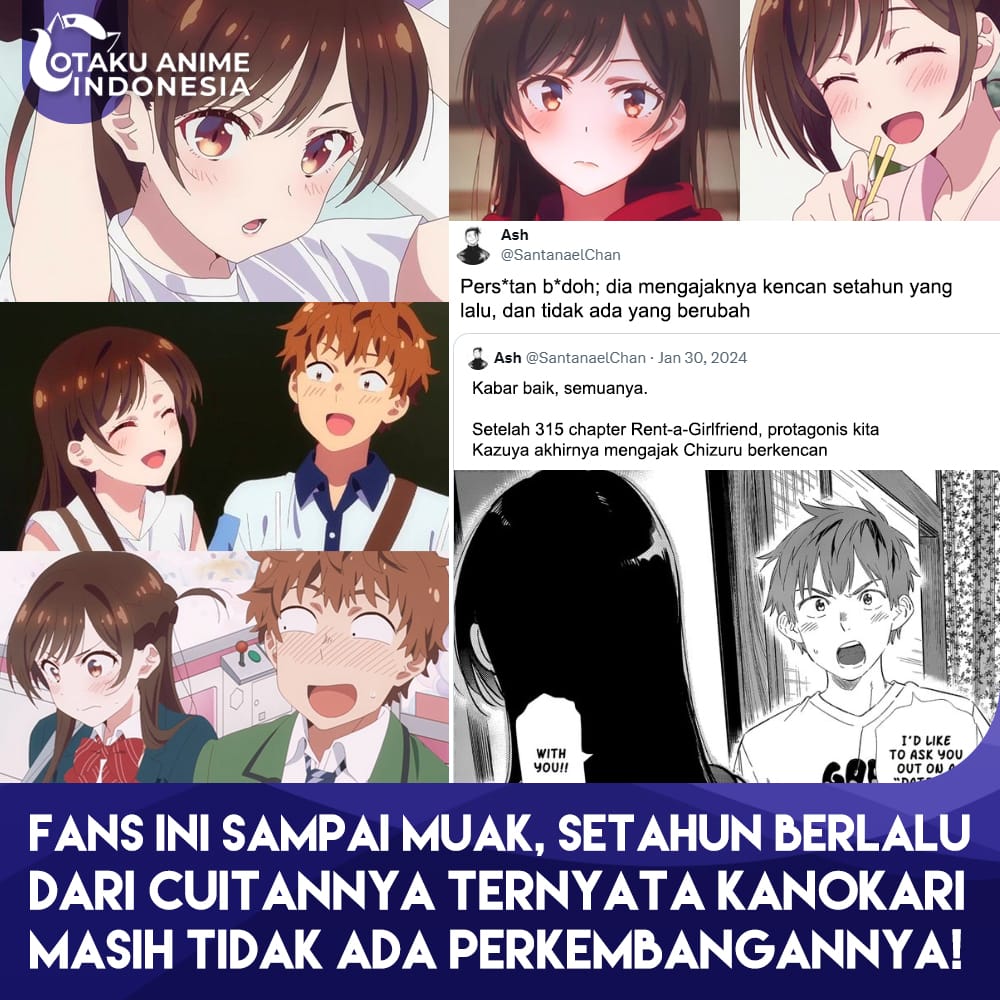 OTAKU ANIME
INDONESIA
Ash
@SantanaelChan
Pers*tan b*doh; dia mengajaknya kencan setahun yang
lalu, dan tidak ada yang berubah
Ash @SantanaelChan · Jan 30, 2024
Kabar baik, semuanya.
Setelah 315 chapter Rent-a-Girlfriend, protagonis kita
Kazuya akhirnya mengajak Chizuru berkencan
I'D LIKE
TO ASK YOU
OUT ON A
WITH
YOU!!
FANS INI SAMPAI MUAK, SETAHUN BERLALU
DARI CUITANNYA TERNYATA KANOKARI
MASIH TIDAK ADA PERKEMBANGANNYA!